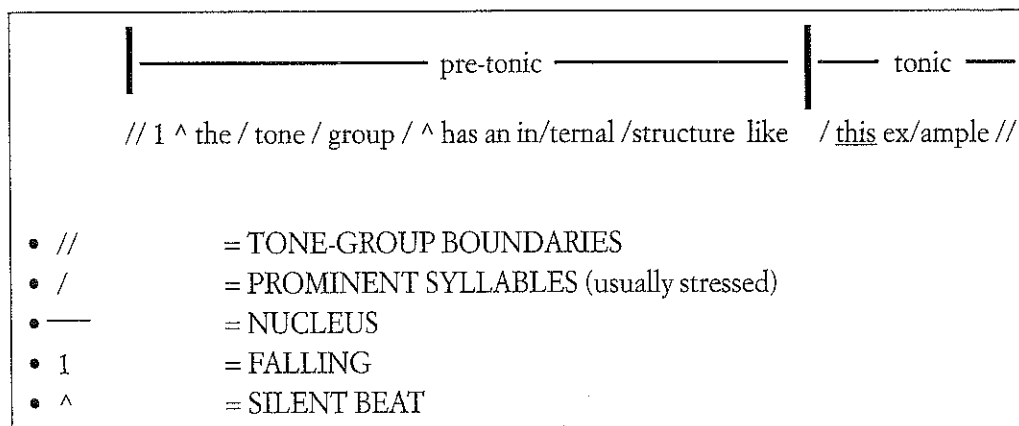 pre-tonic tonic
// 1 ^ the / tone / group / ^ has an in/ternal /structure like / this ex/ample //
• // = TONE-GROUP BOUNDARIES
• / = PROMINENT SYLLABLES (usually stressed)
• — = NUCLEUS
• 1 = FALLING
• ^ = SILENT BEAT